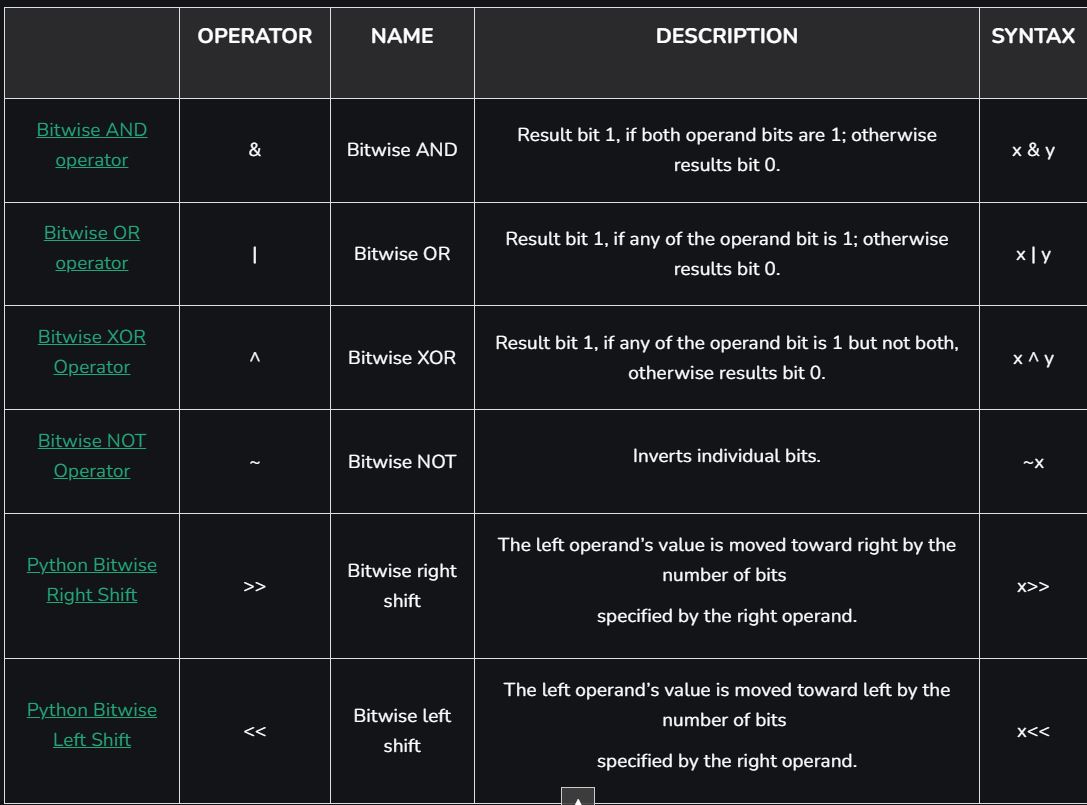 OPERATOR NAME DESCRIPTION SYNTAX
Bitwise AND
operator
&
Bitwise AND
Result bit 1, if both operand bits are 1; otherwise
results bit 0.
x & y
Bitwise OR
operator
|
Bitwise OR
Result bit 1, if any of the operand bit is 1; otherwise
results bit 0.
x | y
Bitwise XOR
Operator
^
Bitwise XOR
Result bit 1, if any of the operand bit is 1 but not both,
otherwise results bit 0.
x ^ y
Bitwise NOT
Operator
~
Bitwise NOT
Inverts individual bits.
~x
Python Bitwise
Right Shift
>>
Bitwise right
shift
The left operand’s value is moved toward right by the
number of bits
specified by the right operand.
x>>
Python Bitwise
Left Shift
<<
Bitwise left
shift
The left operand’s value is moved toward left by the
number of bits
specified by the right operand.
x<<